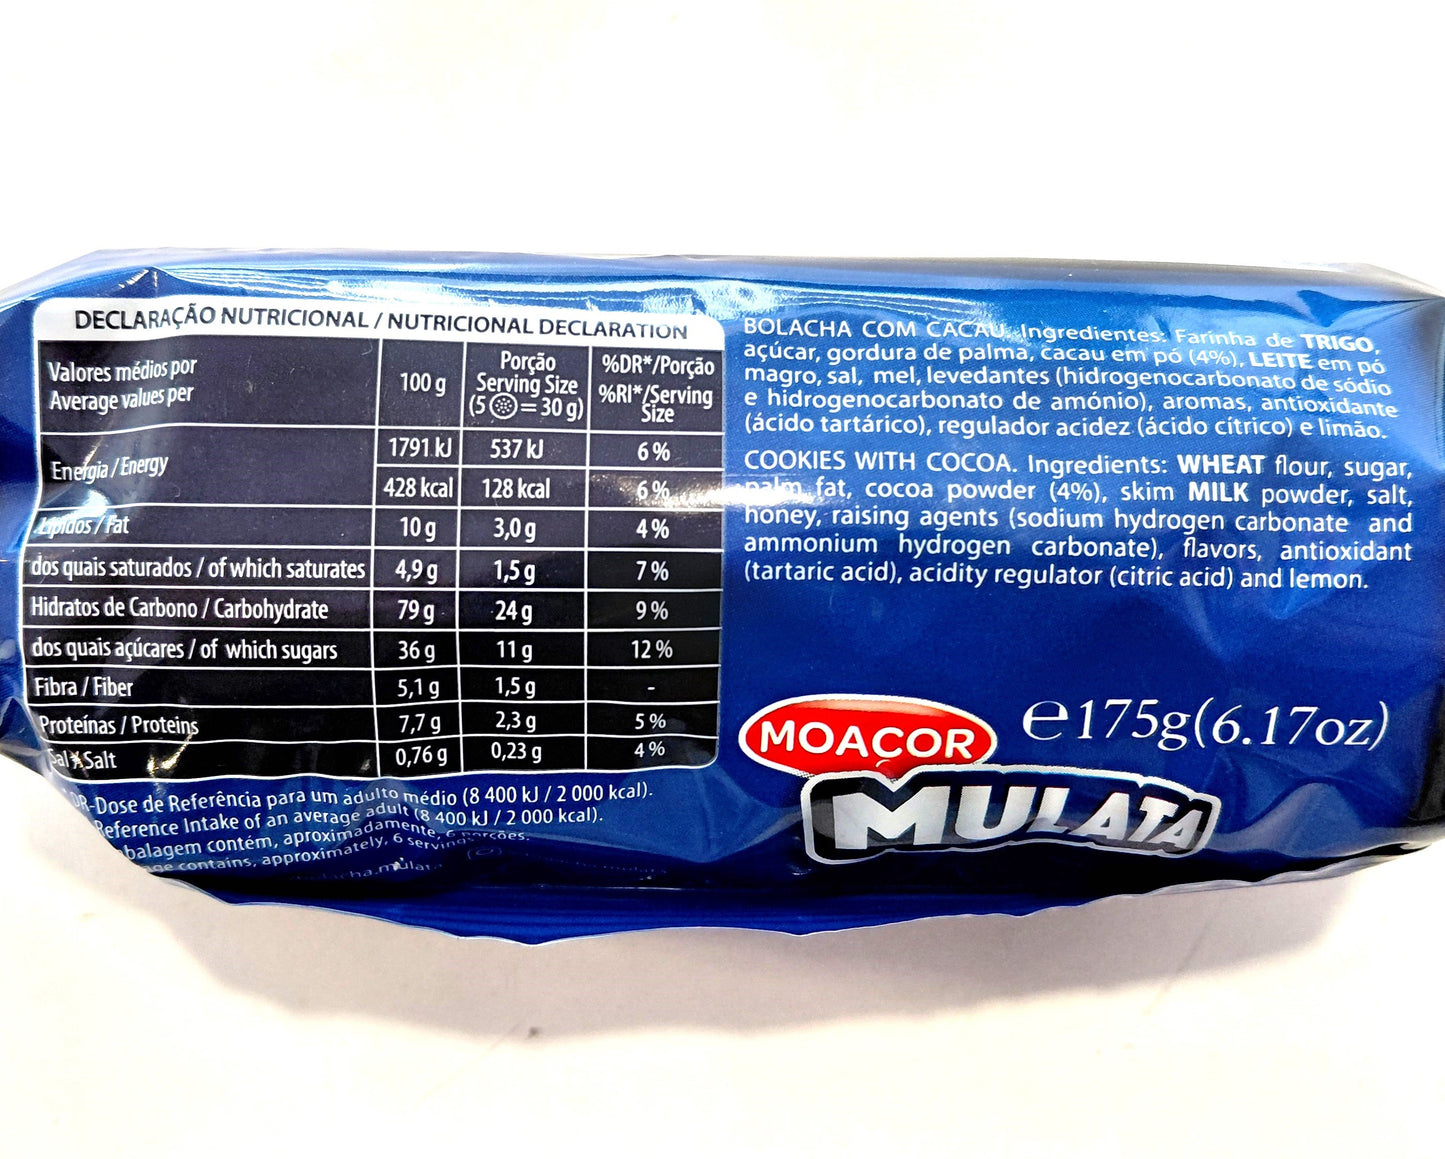 DECLARAÇÃO NUTRICIONAL / NUTRICIONAL DECLARATION
Valores médios por
Average values per
100 g
Porção
Serving Size
(5 = 30 g)
%DR*/Porção
%RI*/Serving
Size
Energia / Energy
1791 kJ 537 kJ 6 %
428 kcal 128 kcal 6 %
Lípidos / Fat 10 g 3,0 g 4 %
dos quais saturados / of which saturates 4,9 g 1,5 g 7 %
Hidratos de Carbono / Carbohydrate 79 g 24 g 9 %
dos quais açúcares / of which sugars 36 g 11 g 12 %
Fibra / Fiber 5,1 g 1,5 g -
Proteínas / Proteins 7,7 g 2,3 g 5 %
Sal / Salt 0,76 g 0,23 g 4 %
DR-Dose de Referência para um adulto médio (8 400 kJ / 2 000 kcal).
Reference Intake of an average adult (8 400 kJ / 2 000 kcal).
contém, aproximadamente, 6 porções.
contains, approximately, 6
BOLACHA COM CACAU. Ingredientes: Farinha de TRIGO,
açúcar, gordura de palma, cacau em pó (4%), LEITE em pó
magro, sal, mel, levedantes (hidrogenocarbonato de sódio
e hidrogenocarbonato de amónio), aromas, antioxidante
(ácido tartárico), regulador acidez (ácido cítrico) e limão.
COOKIES WITH COCOA. Ingredients: WHEAT flour, sugar,
palm fat, cocoa powder (4%), skim MILK powder, salt,
honey, raising agents (sodium hydrogen carbonate and
ammonium hydrogen carbonate), flavors, antioxidant
(tartaric acid), acidity regulator (citric acid) and lemon.
MOAÇOR
e175g(6.17oz)
MULATA